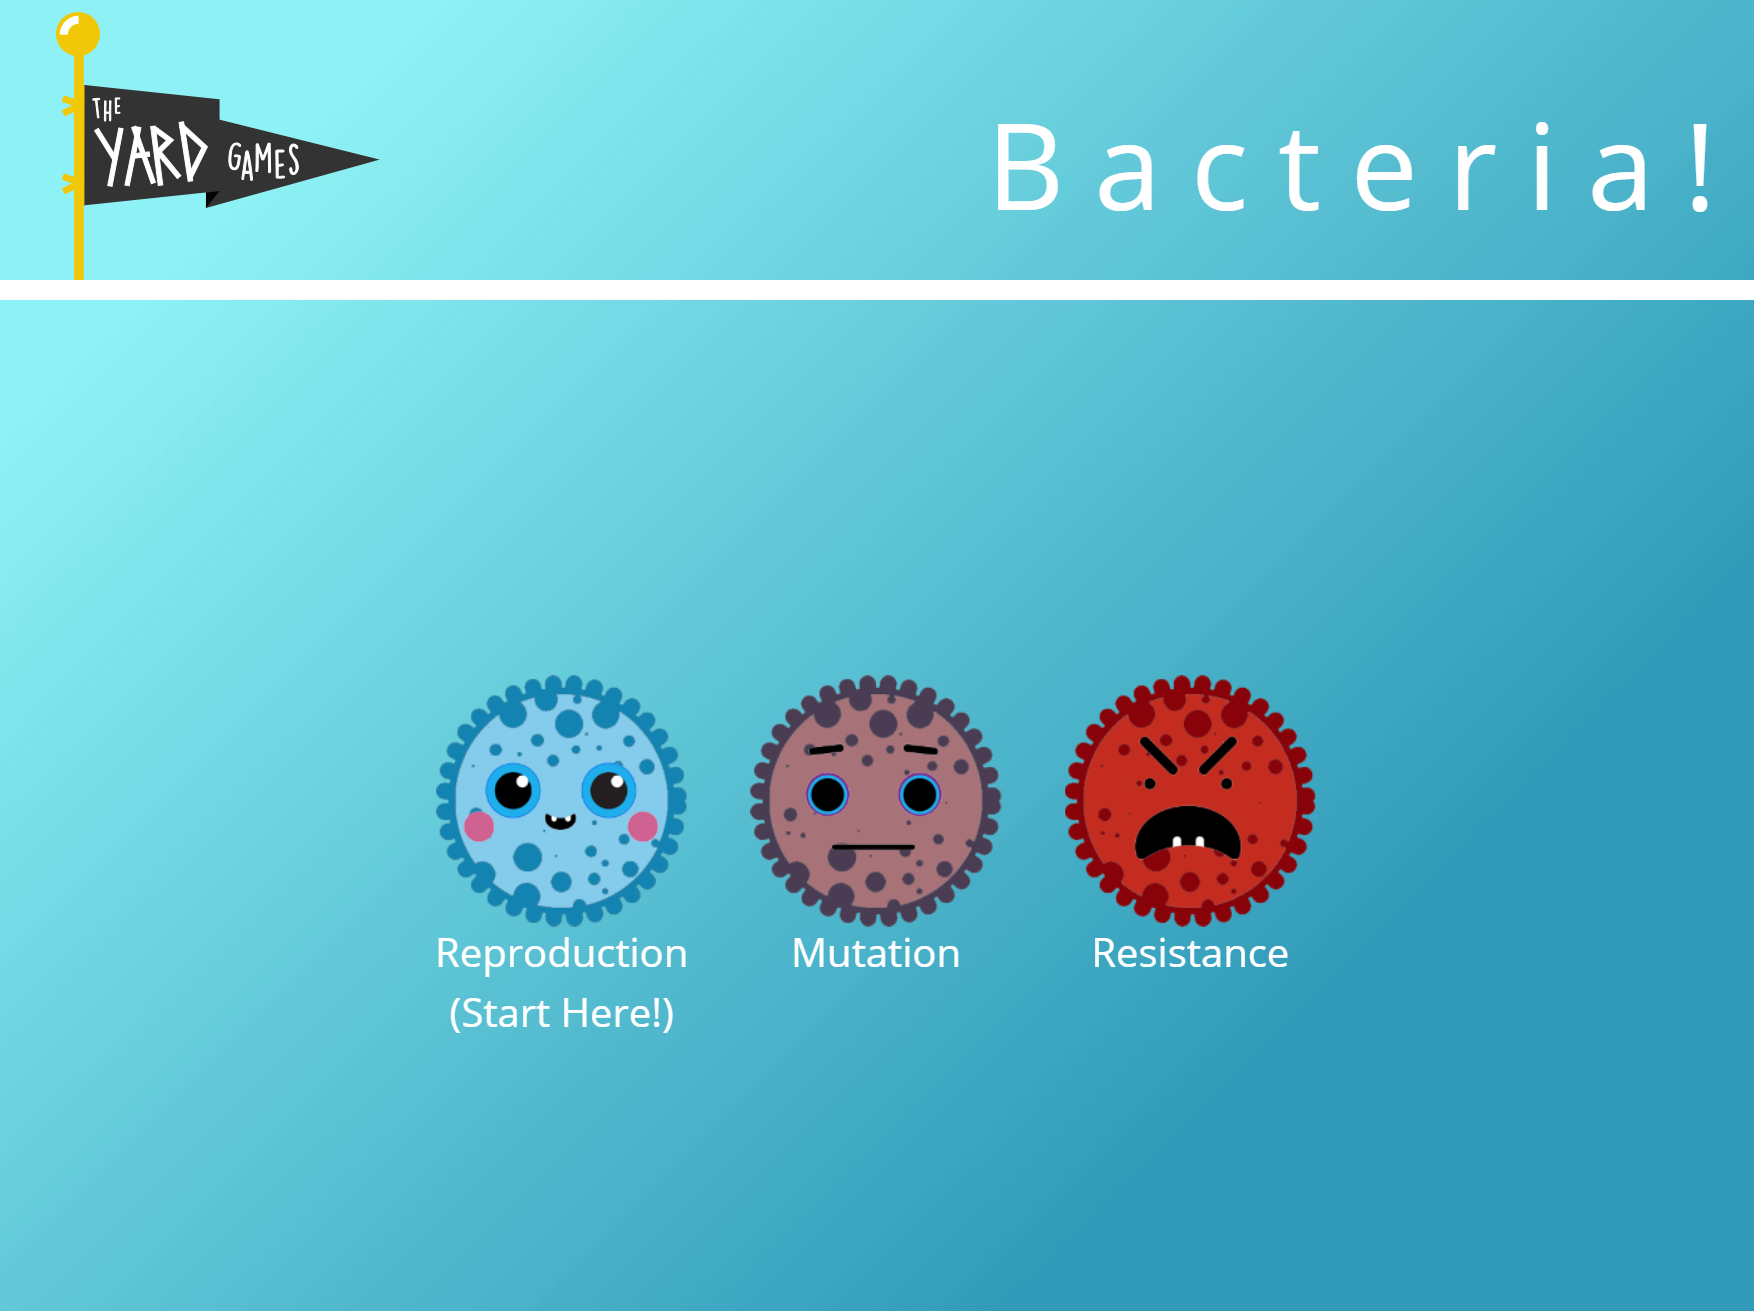 THE
YARD
GAMES
Bacteria!
Reproduction
(Start Here!)
Mutation
Resistance